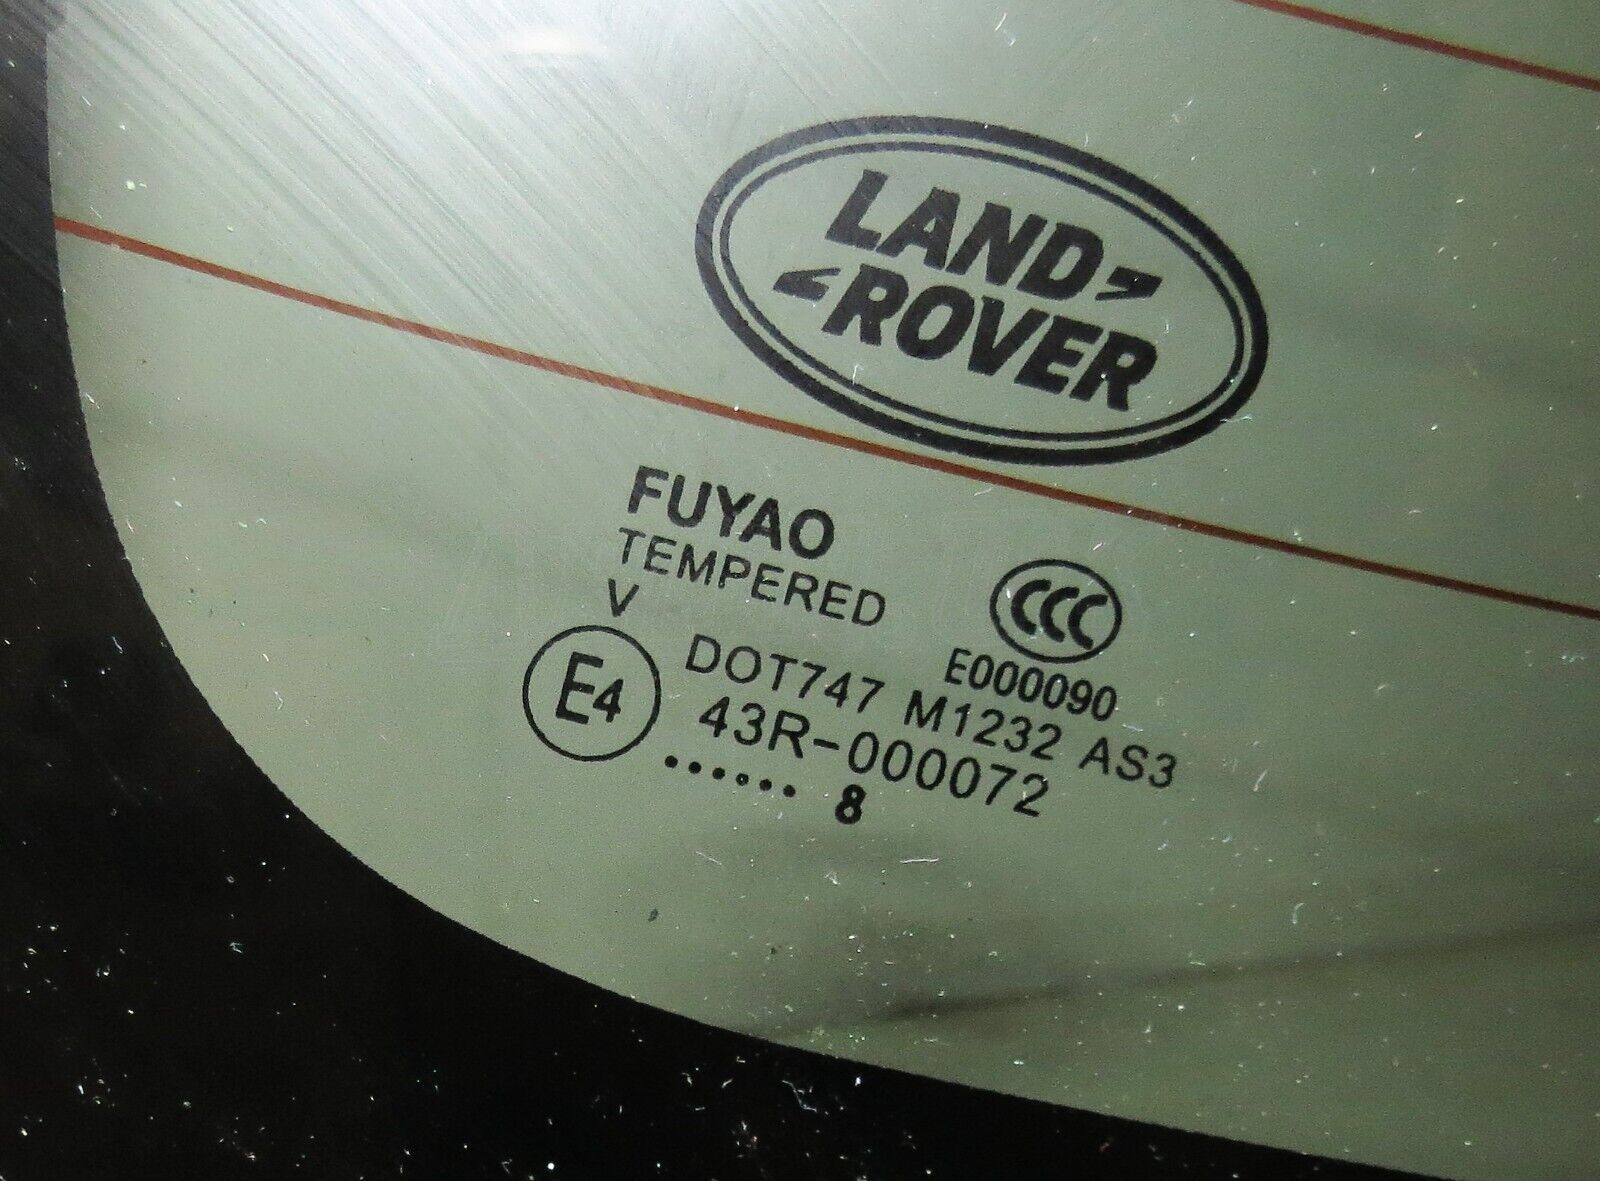 LAND
ROVER
FUYAO
TEMPERED
V
CCC
E000090
E4
DOT747 M1232 AS3
43R-000072
...... 8